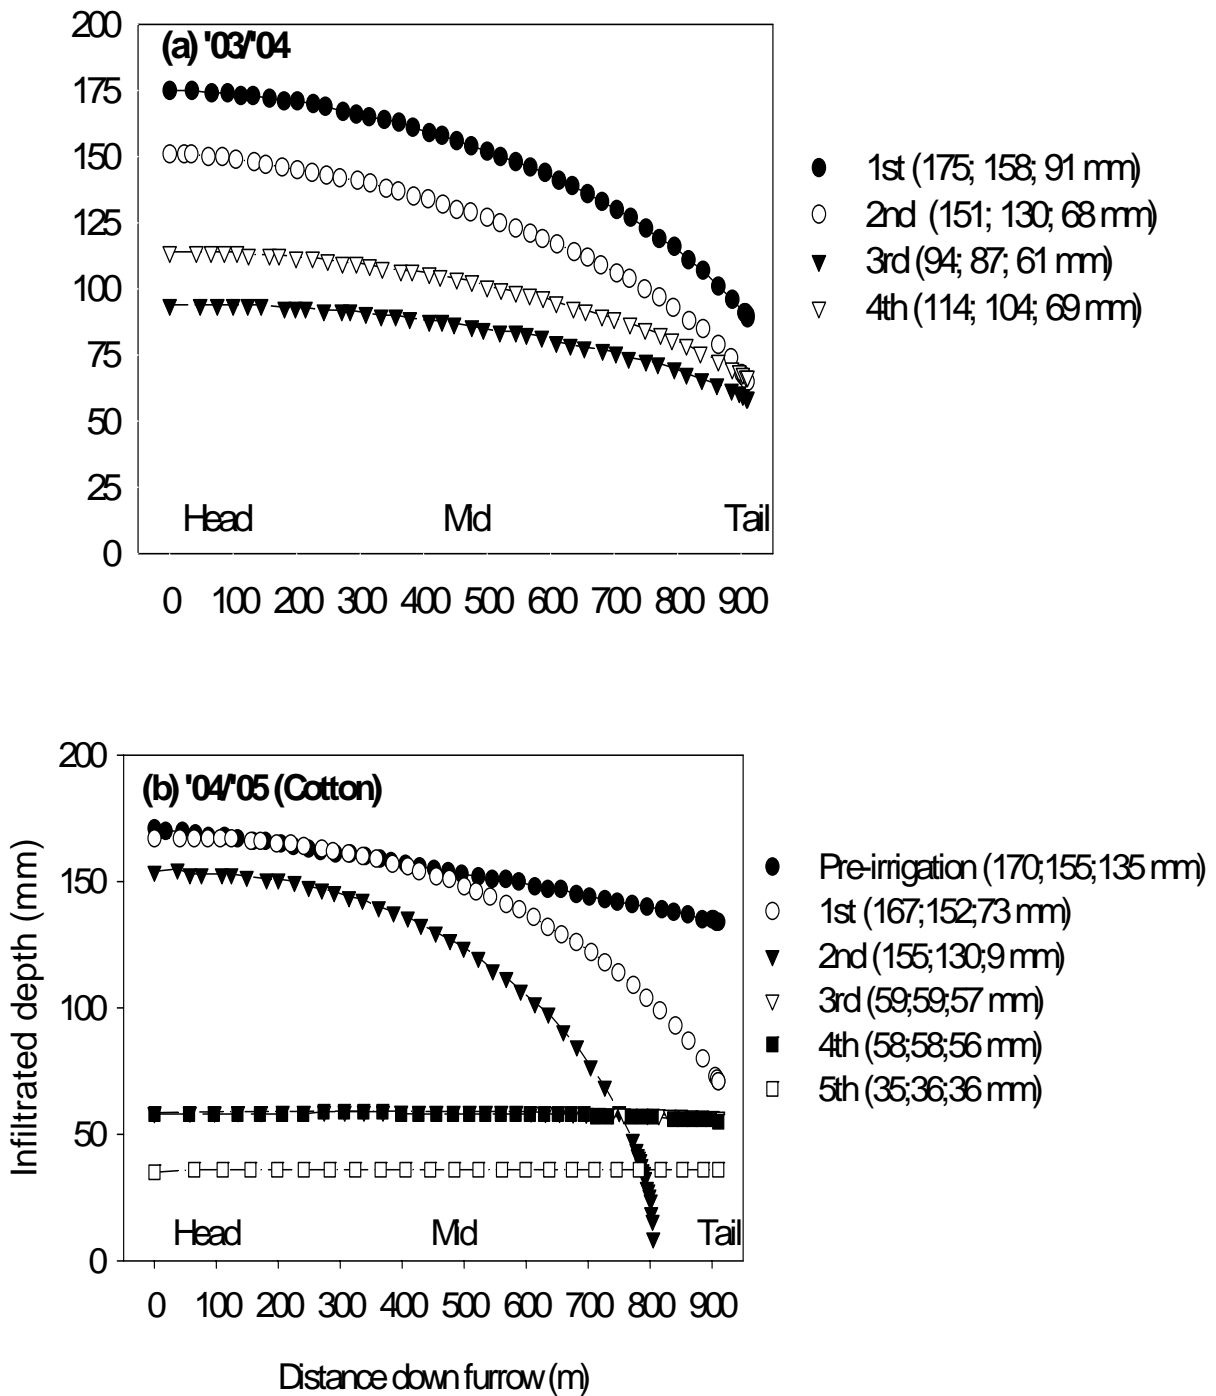 200
(a) '03/'04
175
150
125
100
75
50
25
0
Head Mid Tail
0 100 200 300 400 500 600 700 800 900
1st (175; 158; 91 mm)
2nd (151; 130; 68 mm)
3rd (94; 87; 61 mm)
4th (114; 104; 69 mm)
200
(b) '04/'05 (Cotton)
150
100
50
0
Infiltrated depth (mm)
Head Mid Tail
0 100 200 300 400 500 600 700 800 900
Distance down furrow (m)
Pre-irrigation (170;155;135 mm)
1st (167;152;73 mm)
2nd (155;130;9 mm)
3rd (59;59;57 mm)
4th (58;58;56 mm)
5th (35;36;36 mm)